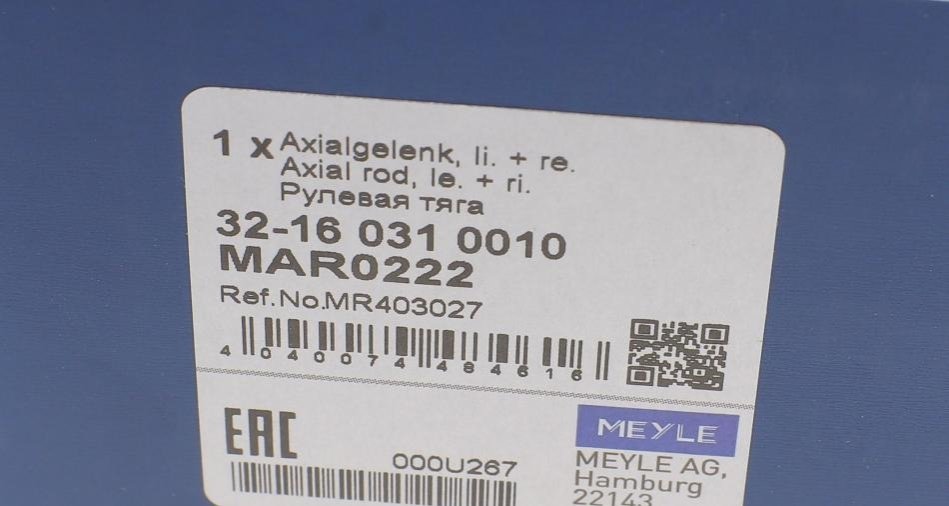 1 x Axialgelenk, li. + re.
Axial rod, le. + ri.
Рулевая тяга
32-16 031 0010
MAR0222
Ref.No.MR403027
4 040074 484616
EAC
000U267
MEYLE
MEYLE AG,
Hamburg
22143